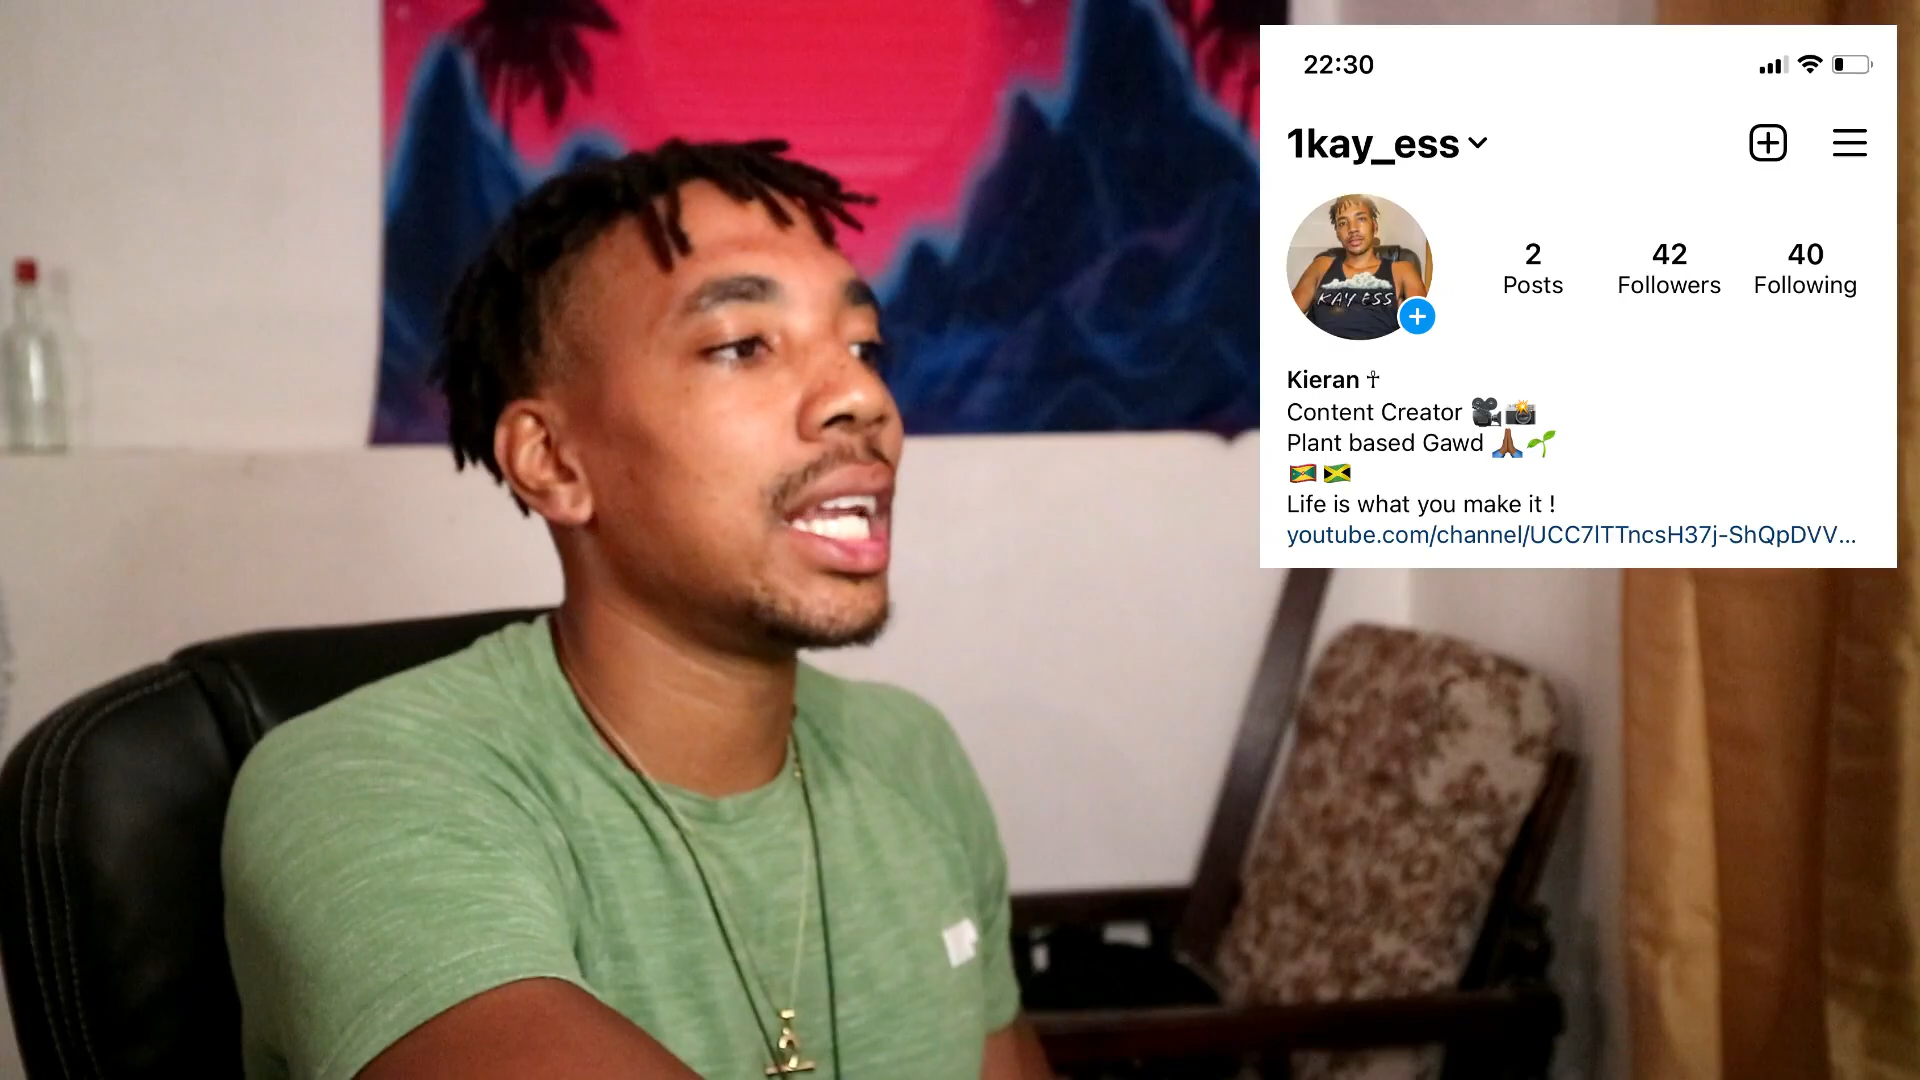 22:30
1kay_ess
2 42 40
Posts Followers Following
KAY ESS
Kieran ☥
Content Creator 🎥📸
Plant based Gawd 🙏🏾🌱
🇬🇩 🇯🇲
Life is what you make it !
youtube.com/channel/UCC7lTTncsH37j-ShQpDVV...